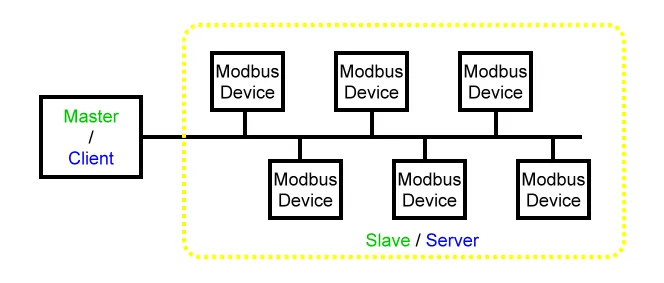 Master
/
Client
Modbus
Device
Modbus
Device
Modbus
Device
Modbus
Device
Modbus
Device
Modbus
Device
Slave / Server